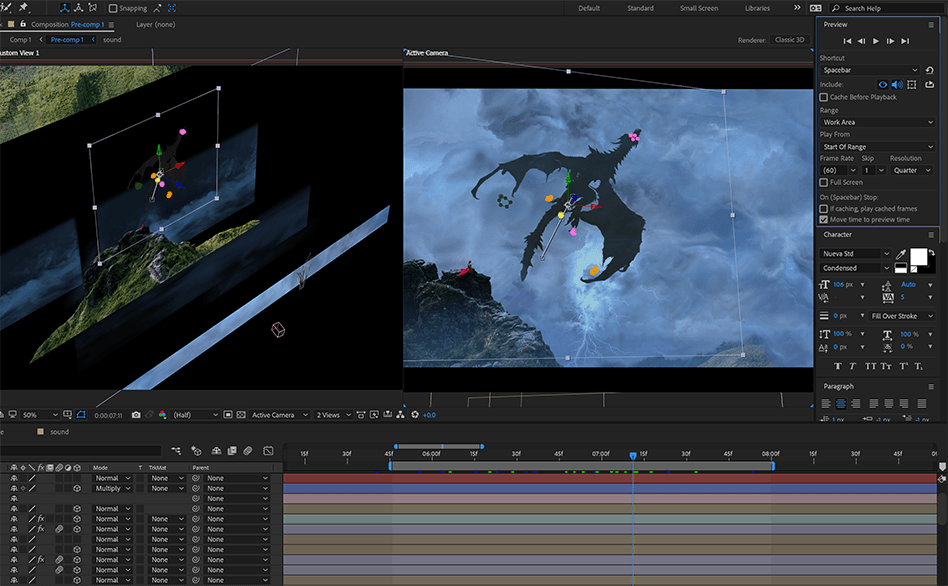 Snapping
Default
Standard
Small Screen
Libraries
Search Help
Composition Pre-comp 1
Layer (none)
Comp 1
Pre-comp 1
sound
Renderer:
Classic 3D
ustom View 1
Active Camera
Preview
Shortcut
Spacebar
Include:
Cache Before Playback
Range
Work Area
Play From
Start Of Range
Frame Rate Skip Resolution
(60) 1 Quarter
Full Screen
On (Spacebar) Stop:
If caching, play cached frames
Move time to preview time
Character
Nueva Std
Condensed
106 px Auto
5
0 px Fill Over Stroke
100 % 100 %
0 px 0 %
T T TT Tt T' T,
Paragraph
50% 0:00:07:11 (Half) Active Camera 2 Views +0.0
sound
15f 30f 45f 06:00f 15f 30f 45f 07:00f 15f 30f 45f 08:00f 15f 30f 45f
Mode T TrkMat Parent
Normal None None
Multiply None None
None
Normal None
Normal None None
Normal None None
Normal None None
Normal None None
Normal None None
Normal None None
Normal None None